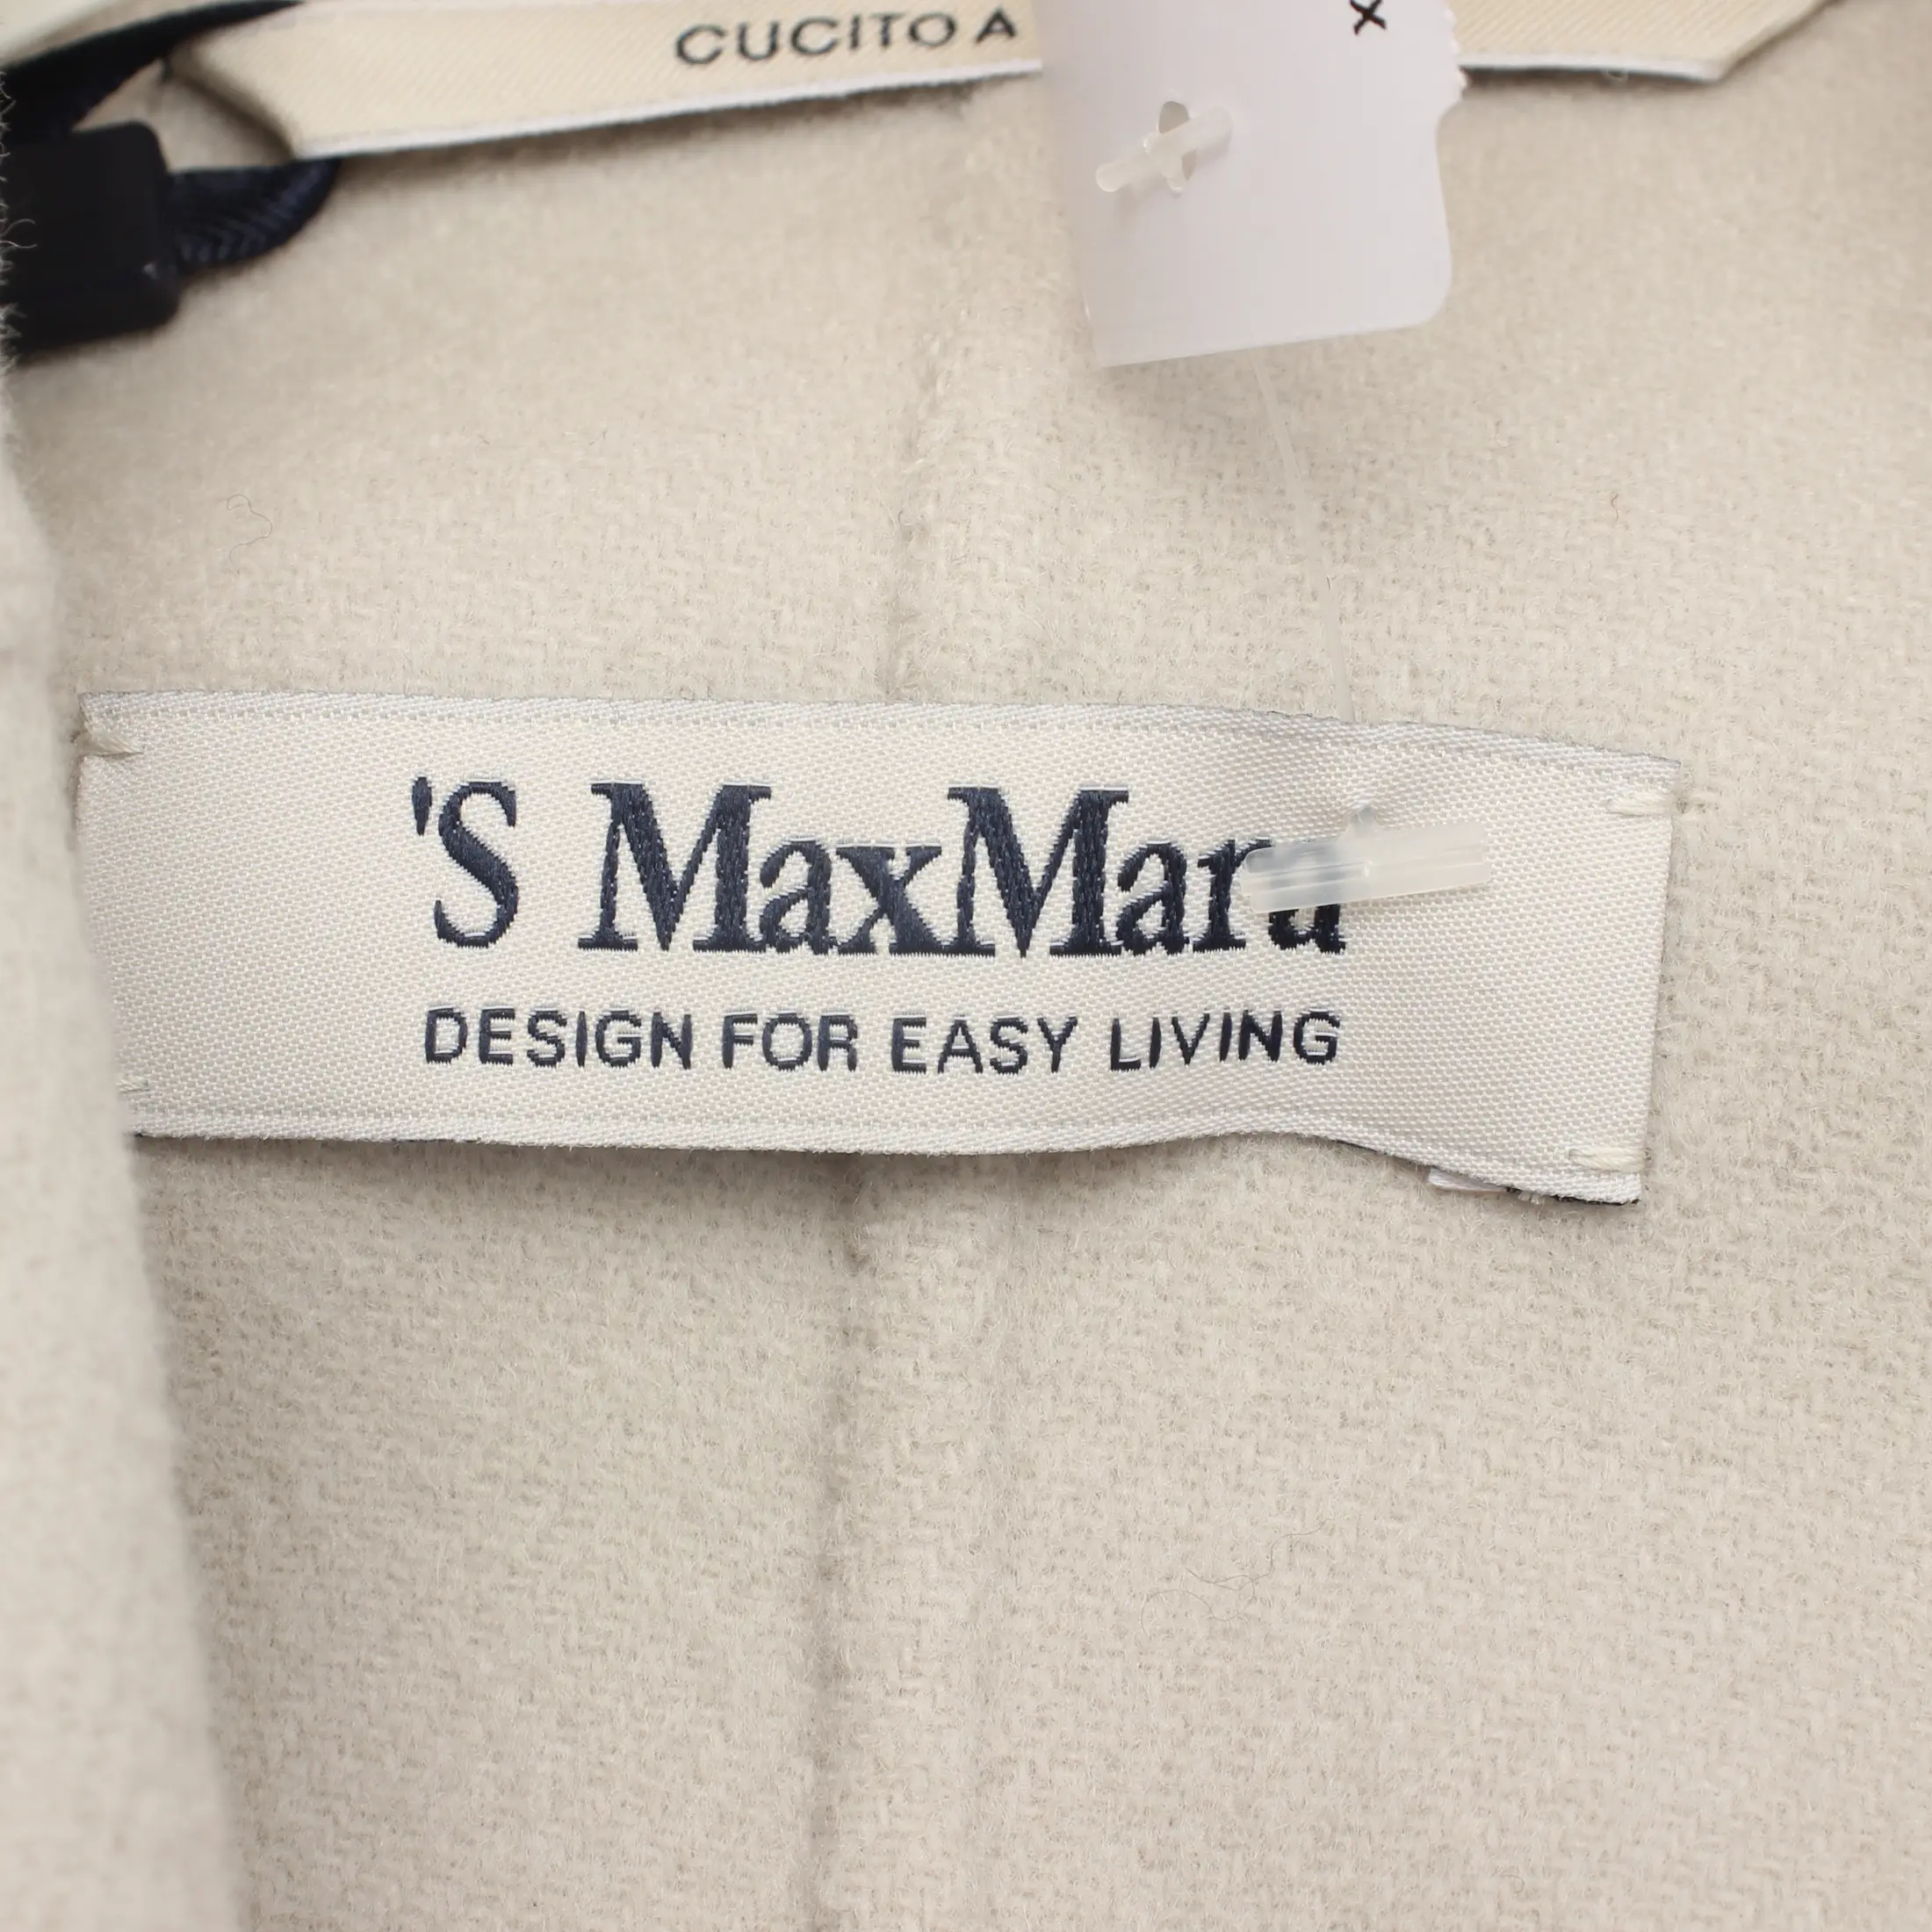 CUCITO A
x
'S MaxMara
DESIGN FOR EASY LIVING